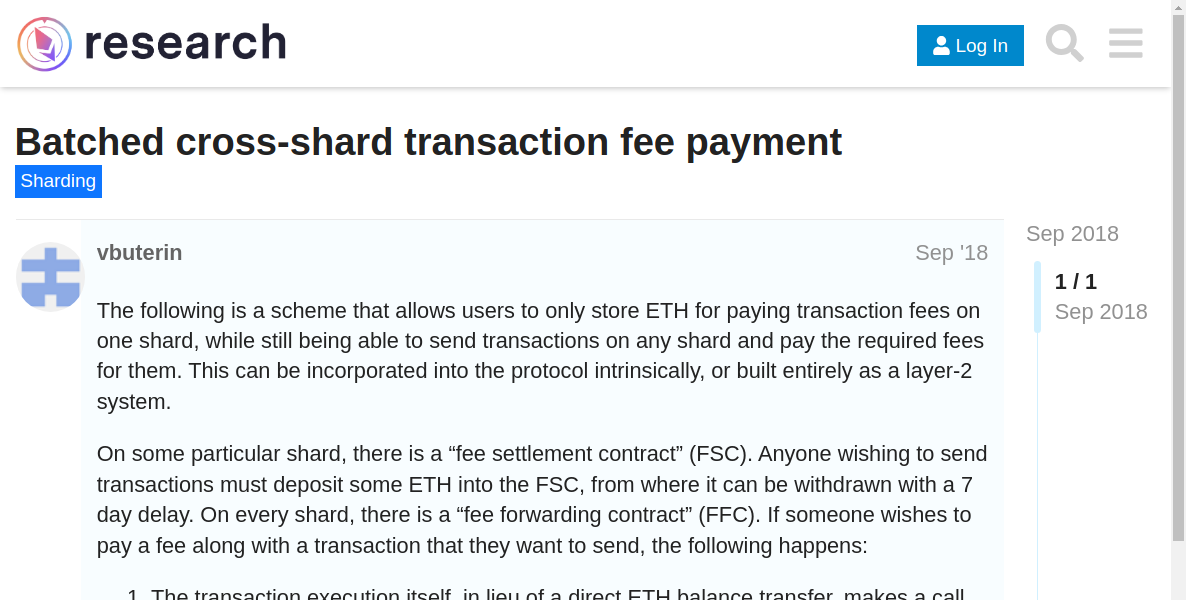 research
Log In
Batched cross-shard transaction fee payment
Sharding
vbuterin
Sep '18
The following is a scheme that allows users to only store ETH for paying transaction fees on
one shard, while still being able to send transactions on any shard and pay the required fees
for them. This can be incorporated into the protocol intrinsically, or built entirely as a layer-2
system.
On some particular shard, there is a “fee settlement contract” (FSC). Anyone wishing to send
transactions must deposit some ETH into the FSC, from where it can be withdrawn with a 7
day delay. On every shard, there is a “fee forwarding contract” (FFC). If someone wishes to
pay a fee along with a transaction that they want to send, the following happens:
1. The transaction execution itself, in lieu of a direct ETH balance transfer, makes a call
Sep 2018
1 / 1
Sep 2018